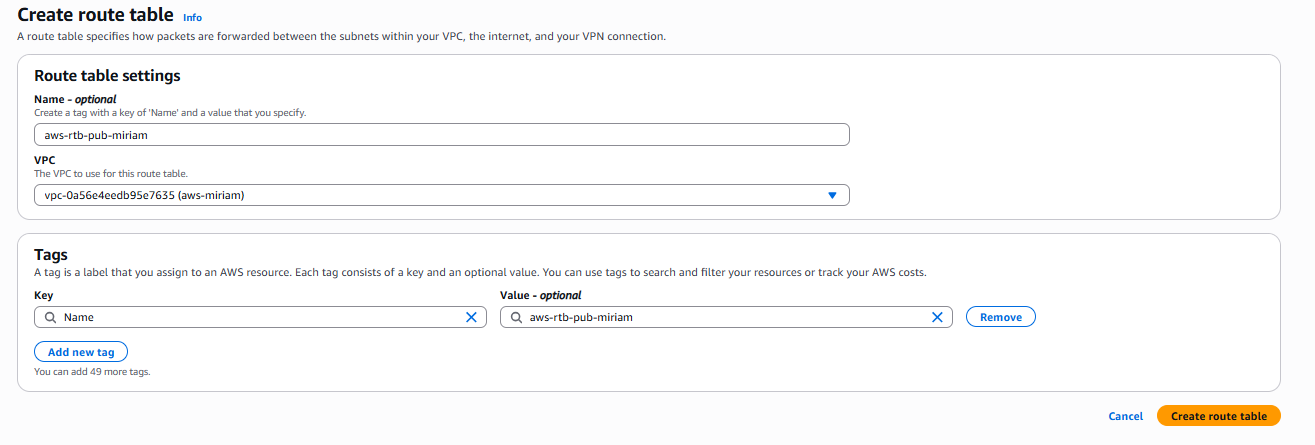 Create route table Info
A route table specifies how packets are forwarded between the subnets within your VPC, the internet, and your VPN connection.
Route table settings
Name - optional
Create a tag with a key of 'Name' and a value that you specify.
aws-rtb-pub-miriam
VPC
The VPC to use for this route table.
vpc-0a56e4eedb95e7635 (aws-miriam)
Tags
A tag is a label that you assign to an AWS resource. Each tag consists of a key and an optional value. You can use tags to search and filter your resources or track your AWS costs.
Key Value - optional
Name aws-rtb-pub-miriam Remove
Add new tag
You can add 49 more tags.
Cancel Create route table